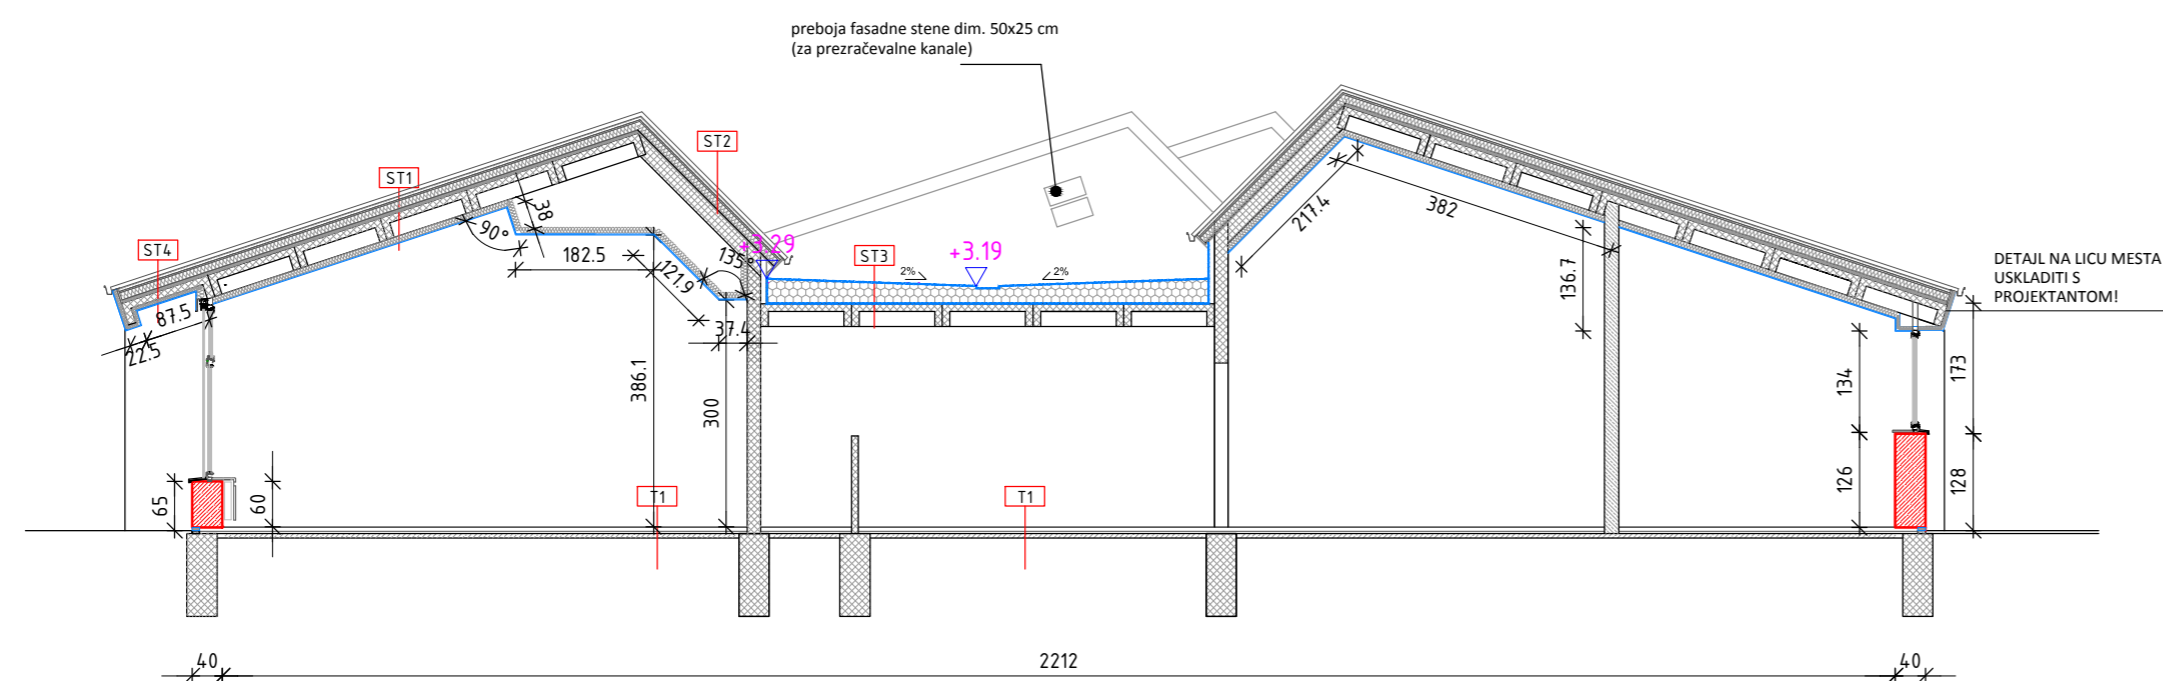 preboja fasadne stene dim. 50x25 cm
(za prezračevalne kanale)
ST2
ST1
ST4
ST3
+3.29
+3.19
2%
2%
38
90°
182.5
121.9
135°
37.4
87.5
22.5
386.1
300
217.4
382
136.7
DETAJL NA LICU MESTA
USKLADITI S
PROJEKTANTOM!
134
173
126
128
65
60
T1
T1
40
2212
40